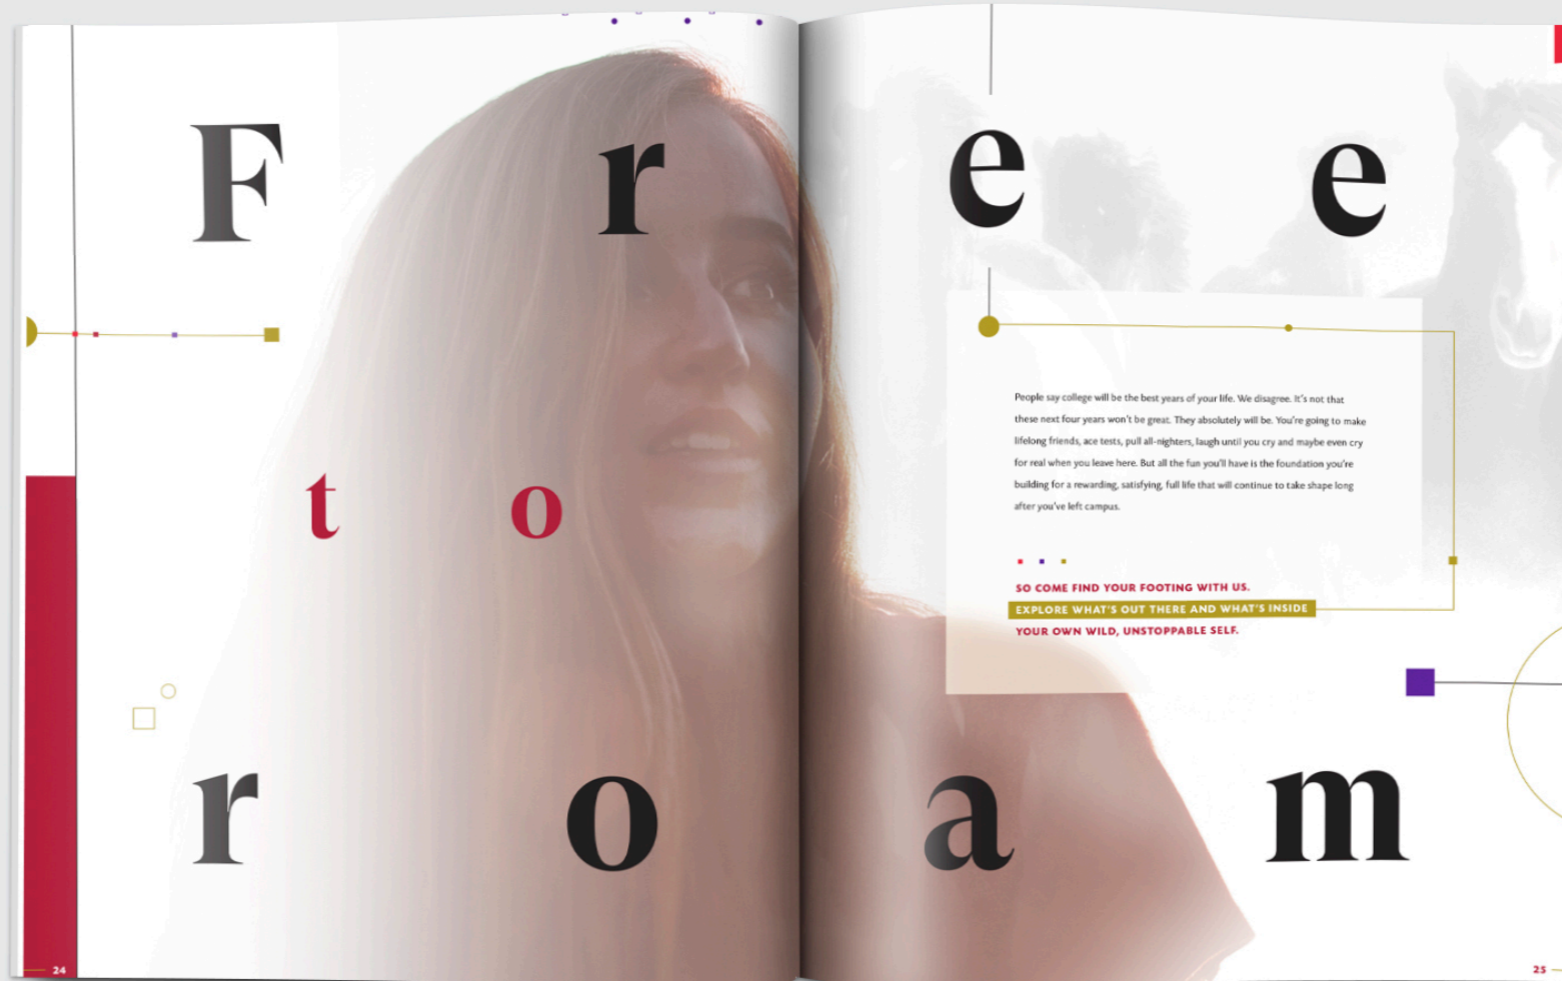 F r e e
t o
r o a m
People say college will be the best years of your life. We disagree. It's not that
these next four years won't be great. They absolutely will be. You're going to make
lifelong friends, ace tests, pull all-nighters, laugh until you cry and maybe even cry
for real when you leave here. But all the fun you'll have is the foundation you're
building for a rewarding, satisfying, full life that will continue to take shape long
after you've left campus.
SO COME FIND YOUR FOOTING WITH US.
EXPLORE WHAT'S OUT THERE AND WHAT'S INSIDE
YOUR OWN WILD, UNSTOPPABLE SELF.
24
25